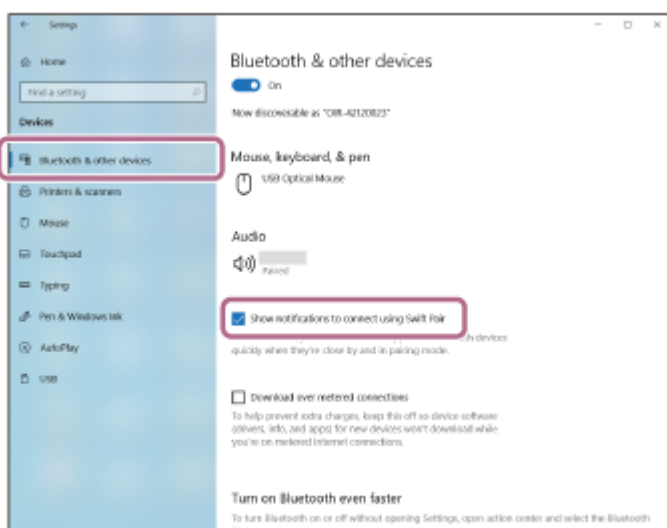 Settings
Home
Find a setting
Devices
Bluetooth & other devices
Printers & scanners
Mouse
Touchpad
Typing
Pen & Windows Ink
AutoPlay
USB
Bluetooth & other devices
On
Now discoverable as
Mouse, keyboard, & pen
USB Optical Mouse
Audio
Paired
Show notifications to connect using Swift Pair
devices
quickly when they're close by and in pairing mode.
Download over metered connections
To help prevent extra charges, keep this off so device software
(drivers, info, and apps) for new devices won't download while
you're on metered Internet connections.
Turn on Bluetooth even faster
To turn Bluetooth on or off without opening Settings, open action center and select the Bluetooth